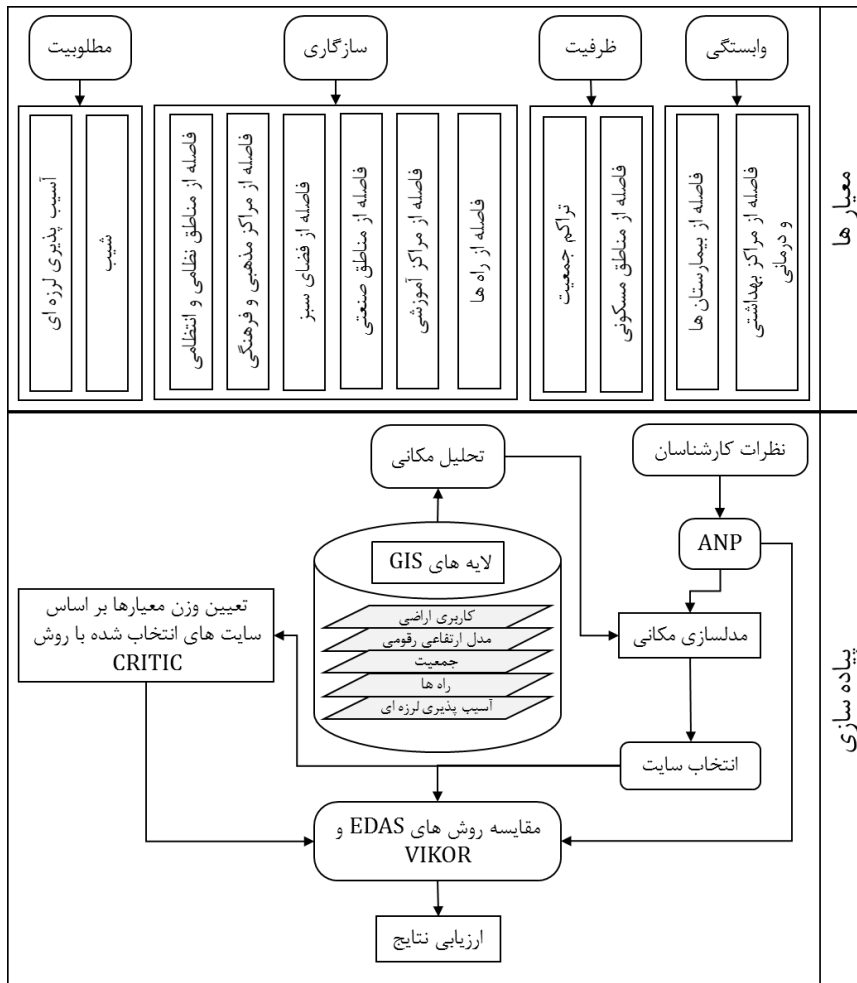 معیار ها
وابستگی
ظرفیت
سازگاری
مطلوبیت
فاصله از مراکز بهداشتی
و درمانی
فاصله از بیمارستان ها
فاصله از مناطق مسکونی
تراکم جمعیت
فاصله از راه ها
فاصله از مراکز آموزشی
فاصله از مناطق صنعتی
فاصله از فضای سبز
فاصله از مراکز مذهبی و فرهنگی
فاصله از مناطق نظامی و انتظامی
شیب
آسیب پذیری لرزه ای
پیاده سازی
نظرات کارشناسان
تحلیل مکانی
ANP
لایه های GIS
کاربری اراضی
مدل ارتفاعی رقومی
جمعیت
راه ها
آسیب پذیری لرزه ای
مدلسازی مکانی
تعیین وزن معیارها بر اساس
سایت های انتخاب شده با روش
CRITIC
انتخاب سایت
مقایسه روش های EDAS و
VIKOR
ارزیابی نتایج